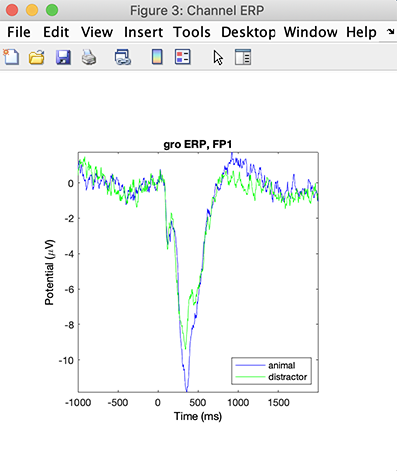 Figure 3: Channel ERP
File Edit View Insert Tools Desktop Window Help
gro ERP, FP1
0
-2
-4
-6
-8
-10
Potential (μV)
animal
distractor
-1000 -500 0 500 1000 1500
Time (ms)